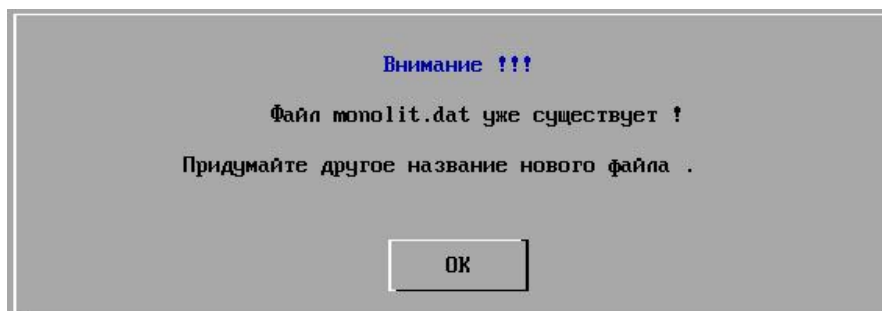 Внимание !!!
Файл monolit.dat уже существует !
Придумайте другое название нового файла .
OK